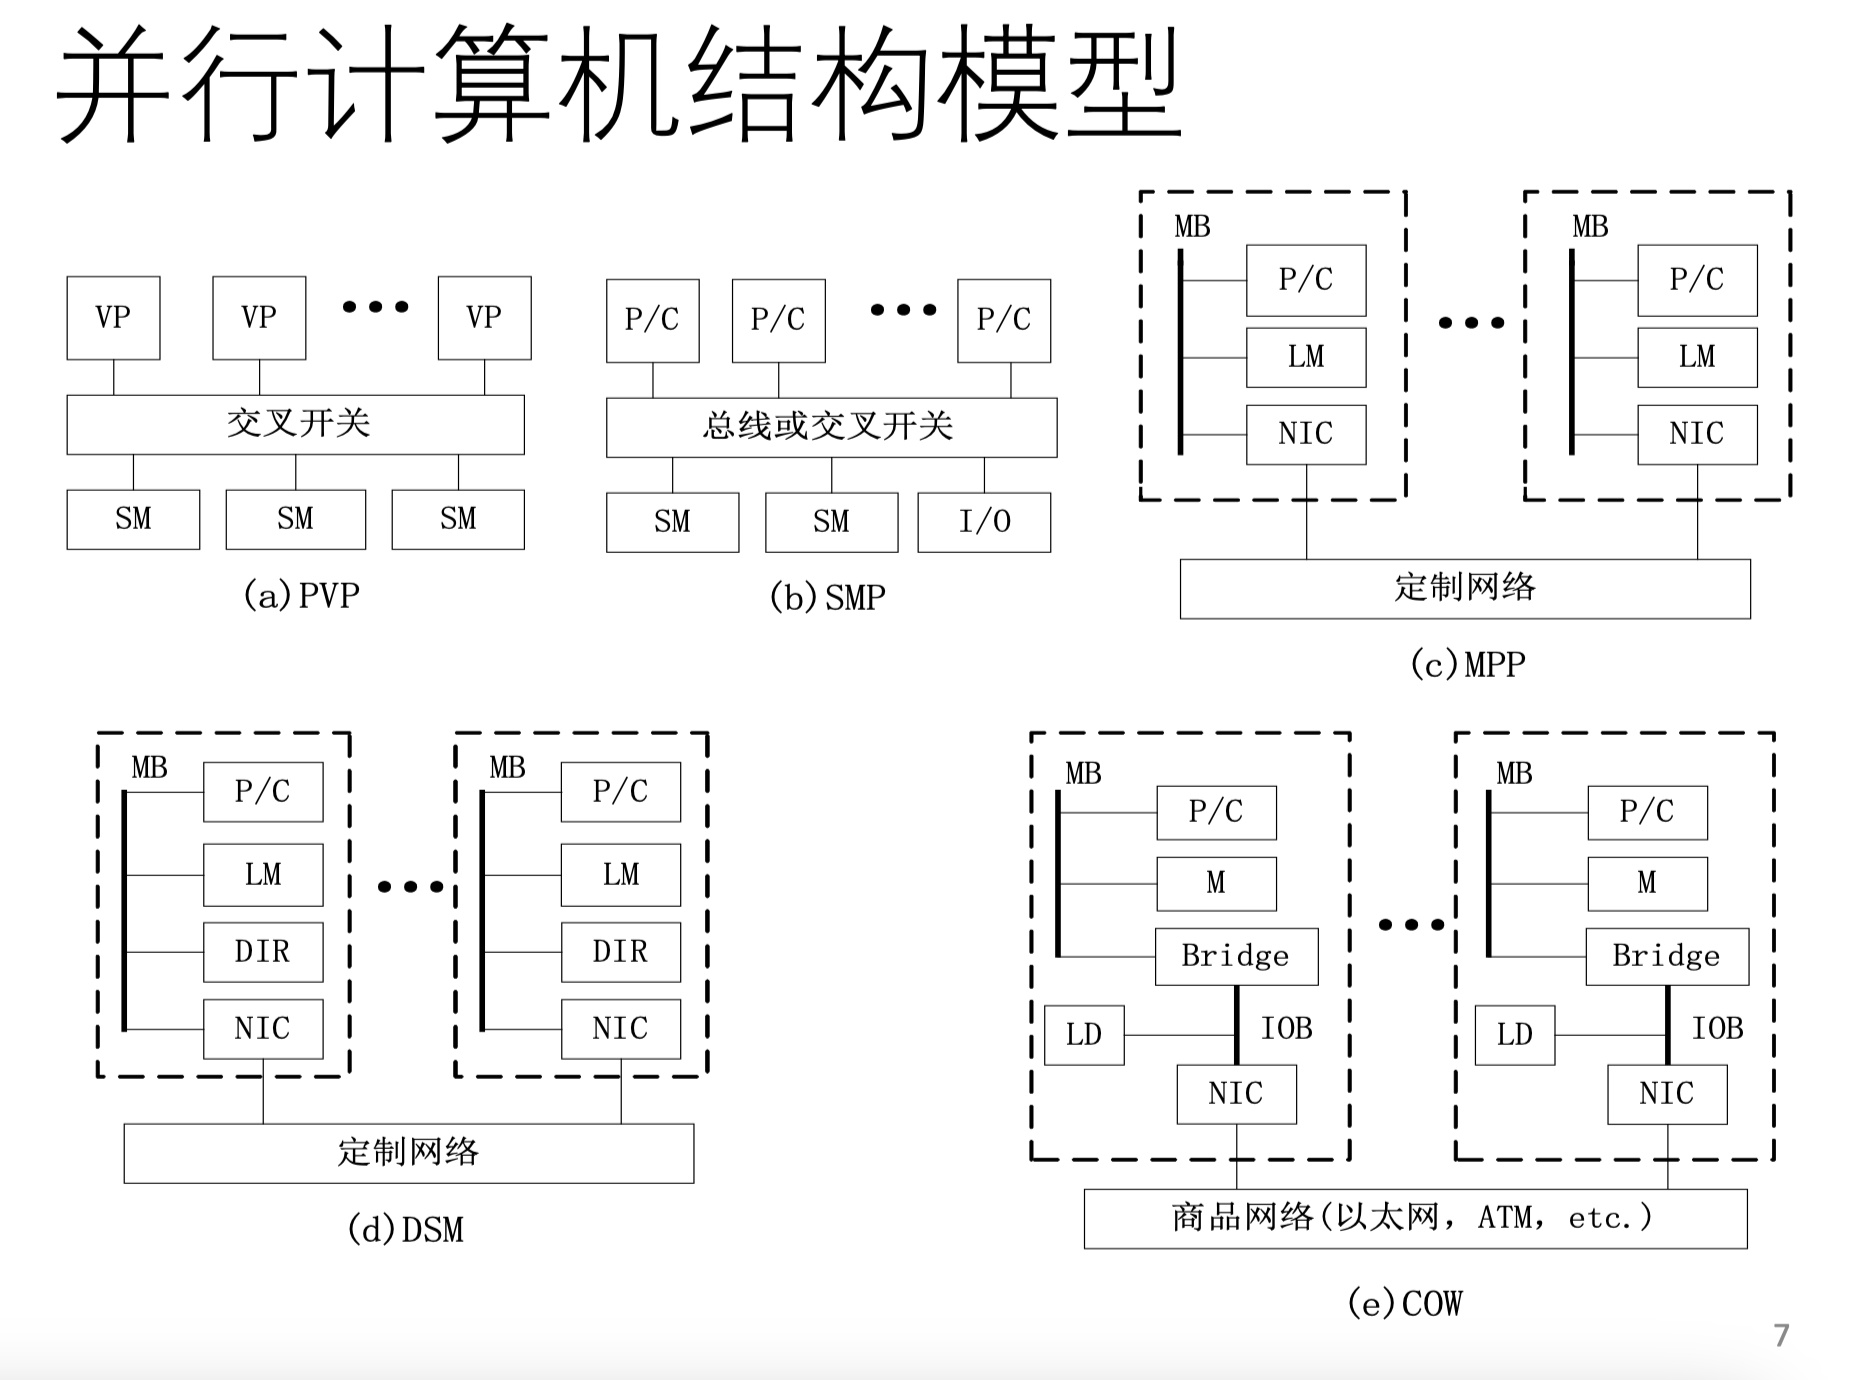 并行计算机结构模型
VP VP ••• VP
交叉开关
SM SM SM
(a)PVP
P/C P/C ••• P/C
总线或交叉开关
SM SM I/O
(b)SMP
MB
P/C
LM
NIC
•••
MB
P/C
LM
NIC
定制网络
(c)MPP
MB
P/C
LM
DIR
NIC
•••
MB
P/C
LM
DIR
NIC
定制网络
(d)DSM
MB
P/C
M
Bridge
LD IOB
NIC
•••
MB
P/C
M
Bridge
LD IOB
NIC
商品网络(以太网，ATM，etc.)
(e)COW
7